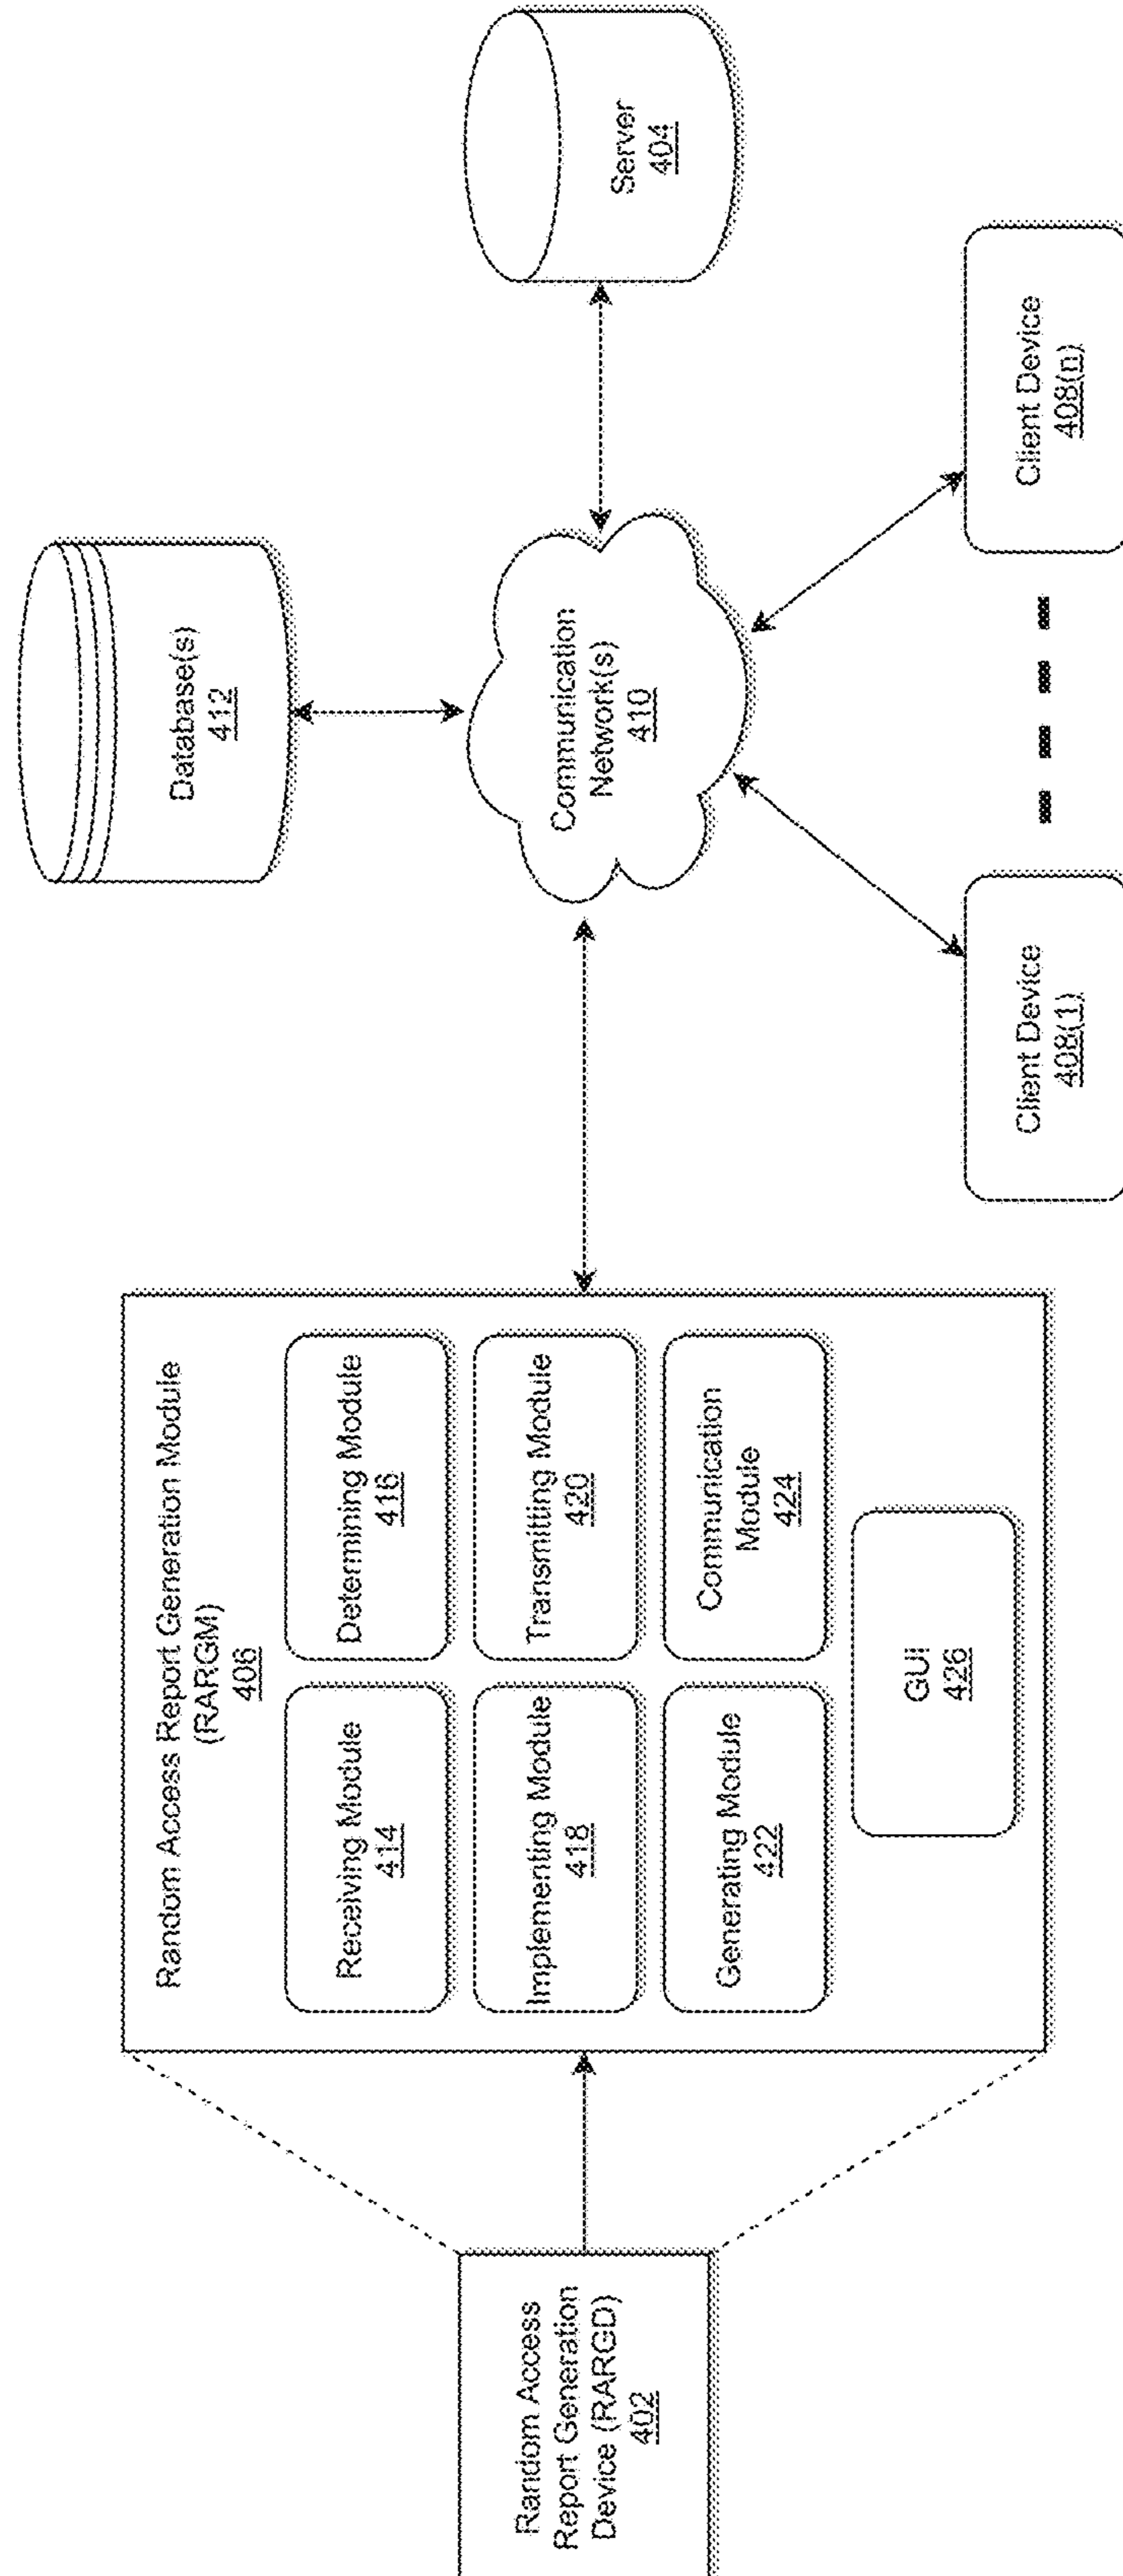 Random Access
Report Generation
Device (RARGD)
402
Random Access Report Generation Module
(RARGM)
406
Receiving Module
414
Determining Module
416
Implementing Module
418
Transmitting Module
420
Generating Module
422
Communication
Module
424
GUI
426
Database(s)
412
Communication
Network(s)
410
Server
404
Client Device
408(1)
Client Device
408(n)